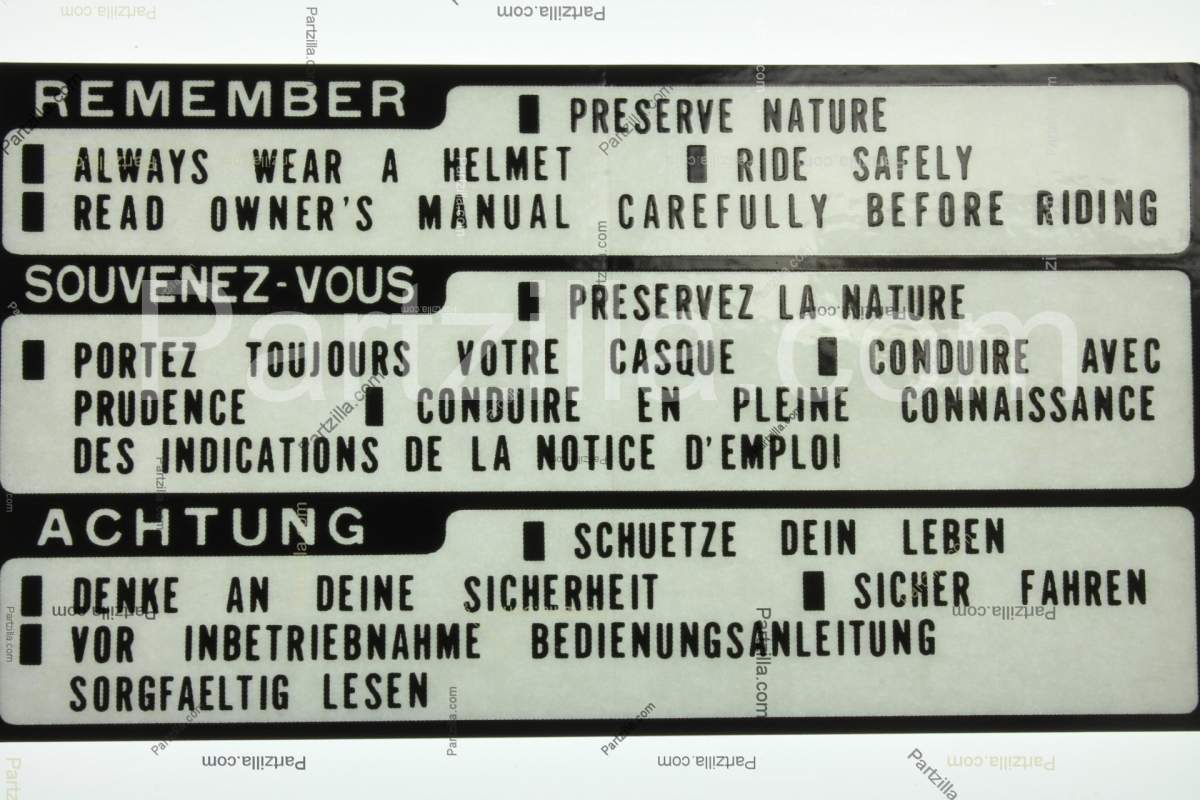 REMEMBER
■ PRESERVE NATURE
■ ALWAYS WEAR A HELMET ■ RIDE SAFELY
■ READ OWNER'S MANUAL CAREFULLY BEFORE RIDING
SOUVENEZ-VOUS
■ PRESERVEZ LA NATURE
■ PORTEZ TOUJOURS VOTRE CASQUE ■ CONDUIRE AVEC
PRUDENCE ■ CONDUIRE EN PLEINE CONNAISSANCE
DES INDICATIONS DE LA NOTICE D'EMPLOI
ACHTUNG
■ SCHUETZE DEIN LEBEN
■ DENKE AN DEINE SICHERHEIT ■ SICHER FAHREN
■ VOR INBETRIEBNAHME BEDIENUNGSANLEITUNG
SORGFAELTIG LESEN
Partzilla.com